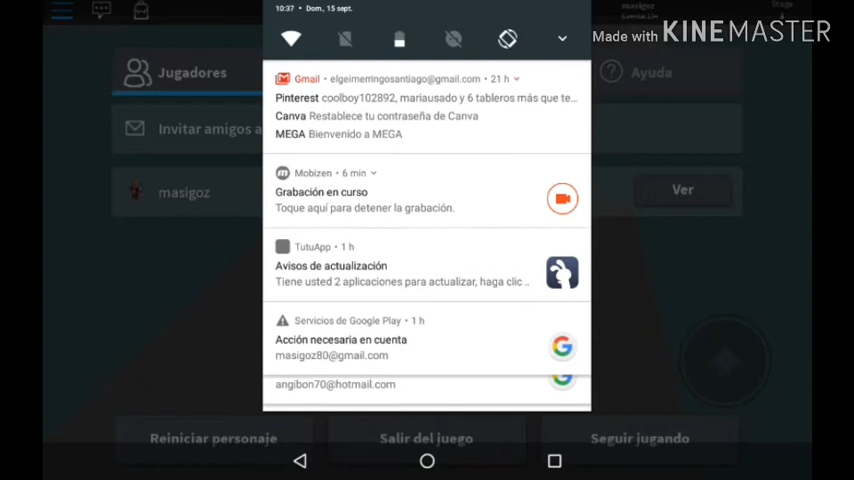 masigoz
Cuenta: 13+
Stage
10:37 • Dom., 15 sept.
Made with KINEMASTER
Jugadores
Ayuda
Invitar amigos a
masigoz
Ver
Gmail • elgeimerringosantiago@gmail.com • 21 h
Pinterest coolboy102892, mariausado y 6 tableros más que te...
Canva Restablece tu contraseña de Canva
MEGA Bienvenido a MEGA
Mobizen • 6 min
Grabación en curso
Toque aquí para detener la grabación.
TutuApp • 1 h
Avisos de actualización
Tiene usted 2 aplicaciones para actualizar, haga clic ..
Servicios de Google Play • 1 h
Acción necesaria en cuenta
masigoz80@gmail.com
angibon70@hotmail.com
Reiniciar personaje
Salir del juego
Seguir jugando